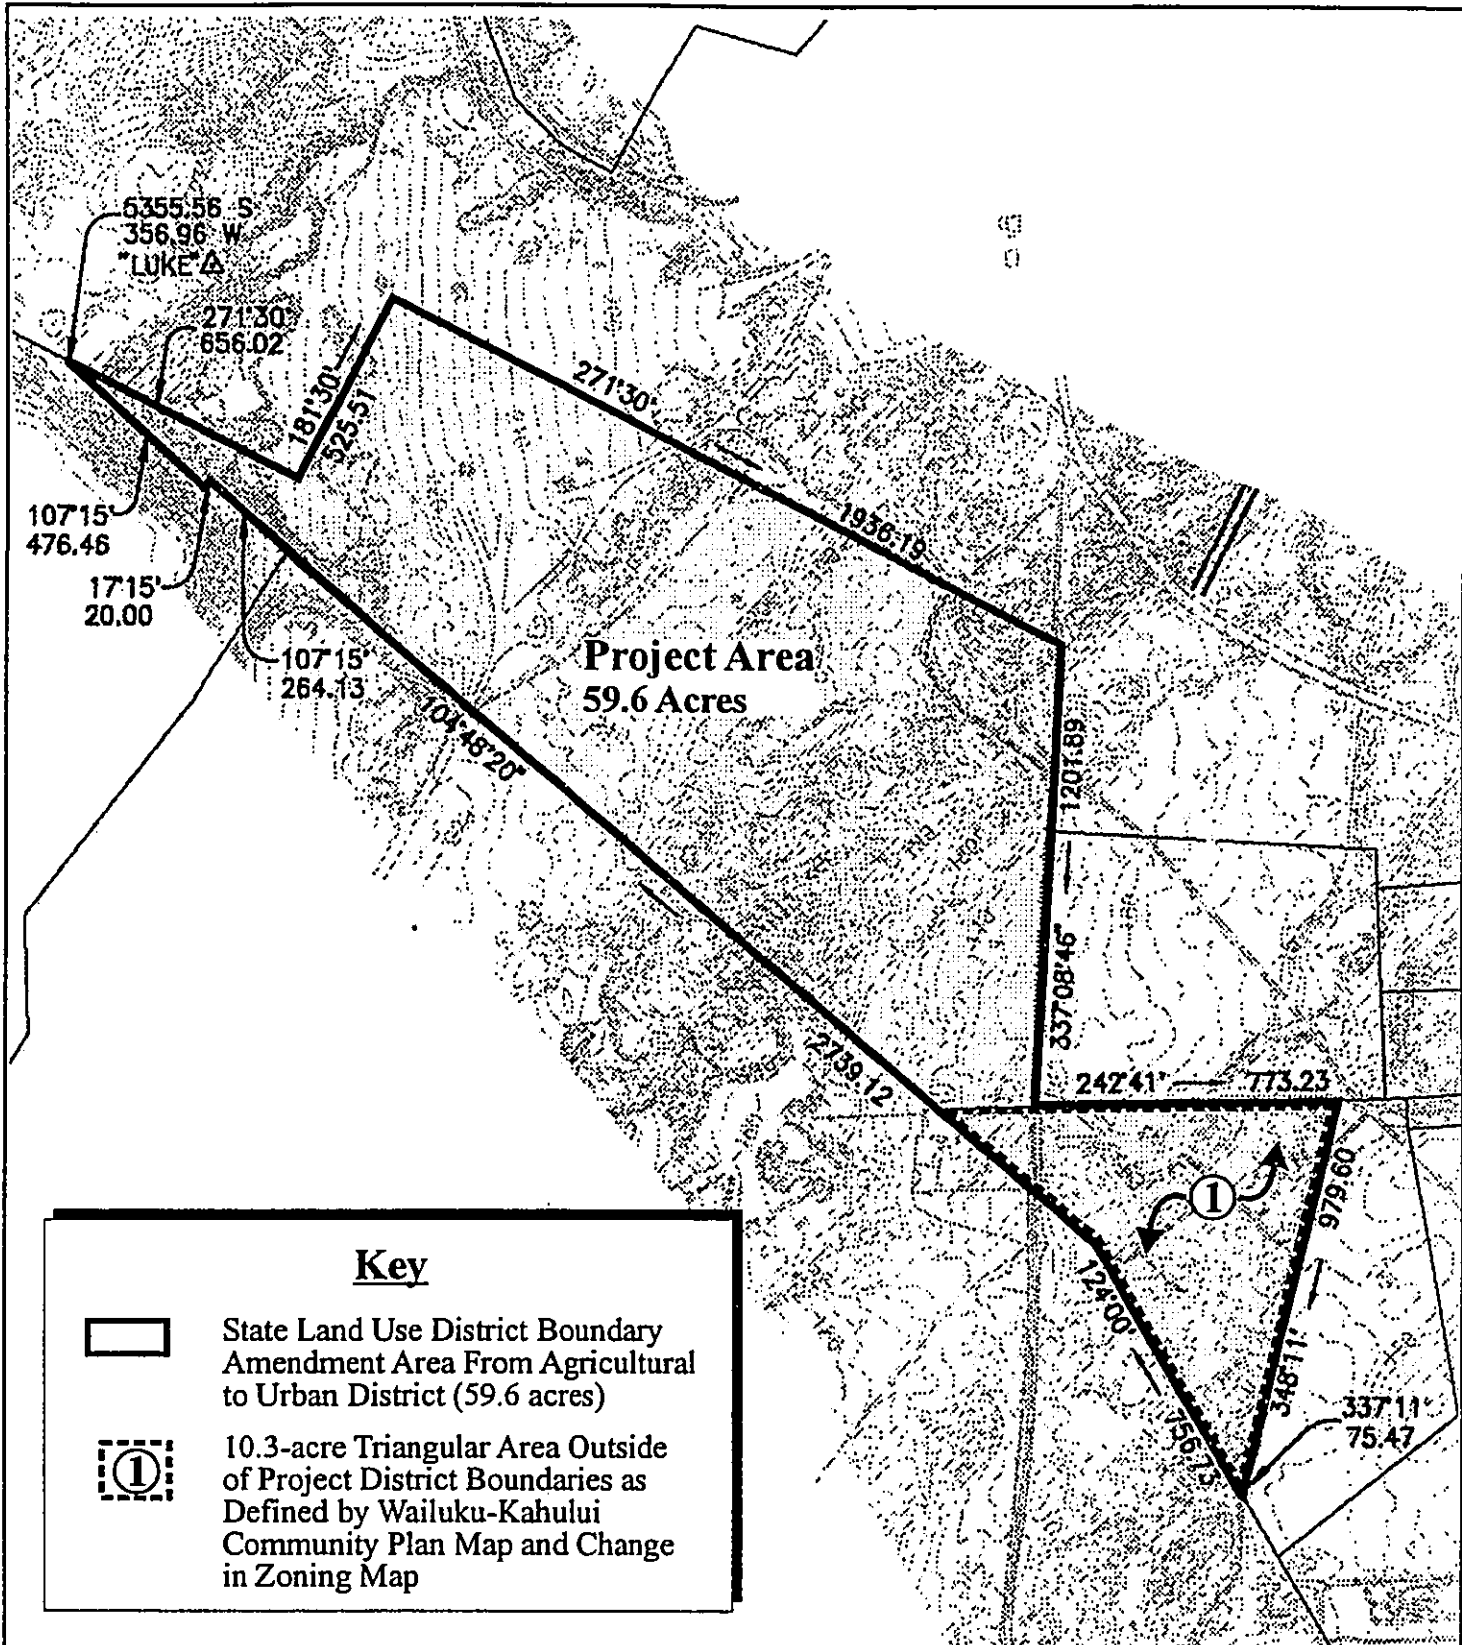 5355.56 S
356.96 W
"LUKE"
271°30'
656.02
181°30'
525.51
271°30'
1936.19
107°15'
476.46
17°15'
20.00
107°15'
264.13
Project Area
59.6 Acres
104°48'20"
1201.89
337°08'46"
2739.12
242°41'
773.23
1
979.60
124°00'
348°11'
756.73
337°11'
75.47
Key
State Land Use District Boundary
Amendment Area From Agricultural
to Urban District (59.6 acres)
1
10.3-acre Triangular Area Outside
of Project District Boundaries as
Defined by Wailuku-Kahului
Community Plan Map and Change
in Zoning Map